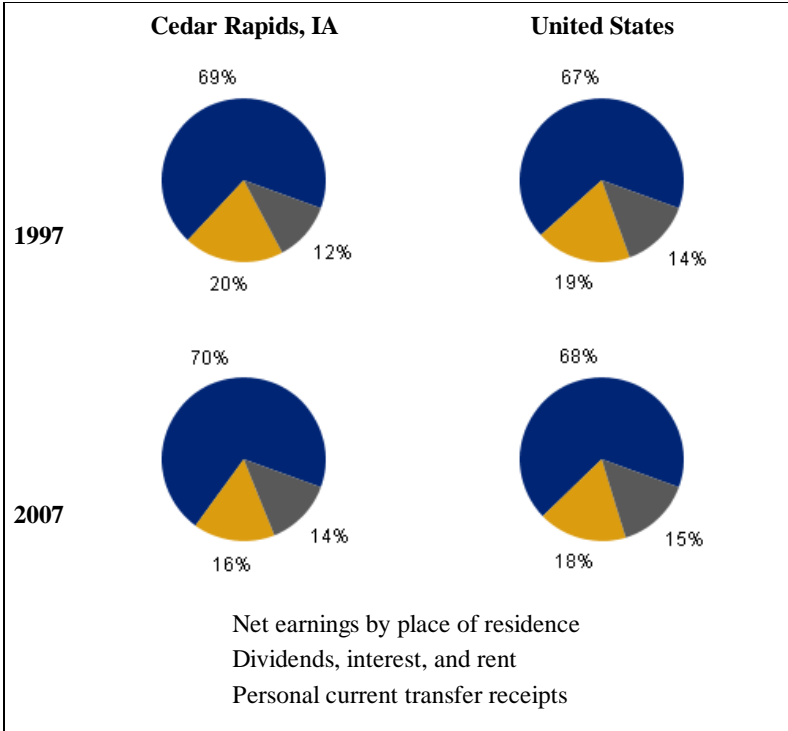 Cedar Rapids, IA United States
69% 67%
1997
12% 14%
20% 19%
70% 68%
2007
14% 15%
16% 18%
Net earnings by place of residence
Dividends, interest, and rent
Personal current transfer receipts